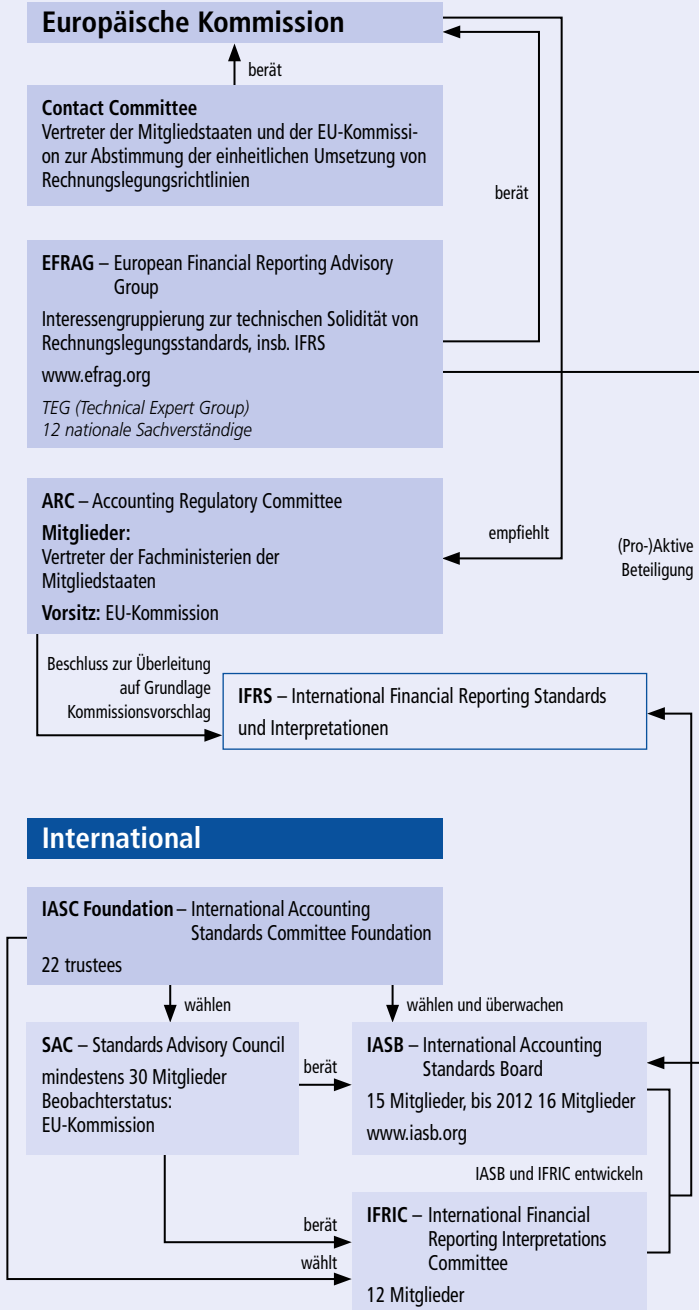 Europäische Kommission
berät
Contact Committee
Vertreter der Mitgliedstaaten und der EU-Kommissi-
on zur Abstimmung der einheitlichen Umsetzung von
Rechnungslegungsrichtlinien
berät
EFRAG – European Financial Reporting Advisory
Group
Interessengruppierung zur technischen Solidität von
Rechnungslegungsstandards, insb. IFRS
www.efrag.org
TEG (Technical Expert Group)
12 nationale Sachverständige
ARC – Accounting Regulatory Committee
Mitglieder:
Vertreter der Fachministerien der
Mitgliedstaaten
Vorsitz: EU-Kommission
empfiehlt
(Pro-)Aktive
Beteiligung
Beschluss zur Überleitung
auf Grundlage
Kommissionsvorschlag
IFRS – International Financial Reporting Standards
und Interpretationen
International
IASC Foundation – International Accounting
Standards Committee Foundation
22 trustees
wählen
wählen und überwachen
SAC – Standards Advisory Council
mindestens 30 Mitglieder
Beobachterstatus:
EU-Kommission
berät
IASB – International Accounting
Standards Board
15 Mitglieder, bis 2012 16 Mitglieder
www.iasb.org
IASB und IFRIC entwickeln
berät
wählt
IFRIC – International Financial
Reporting Interpretations
Committee
12 Mitglieder